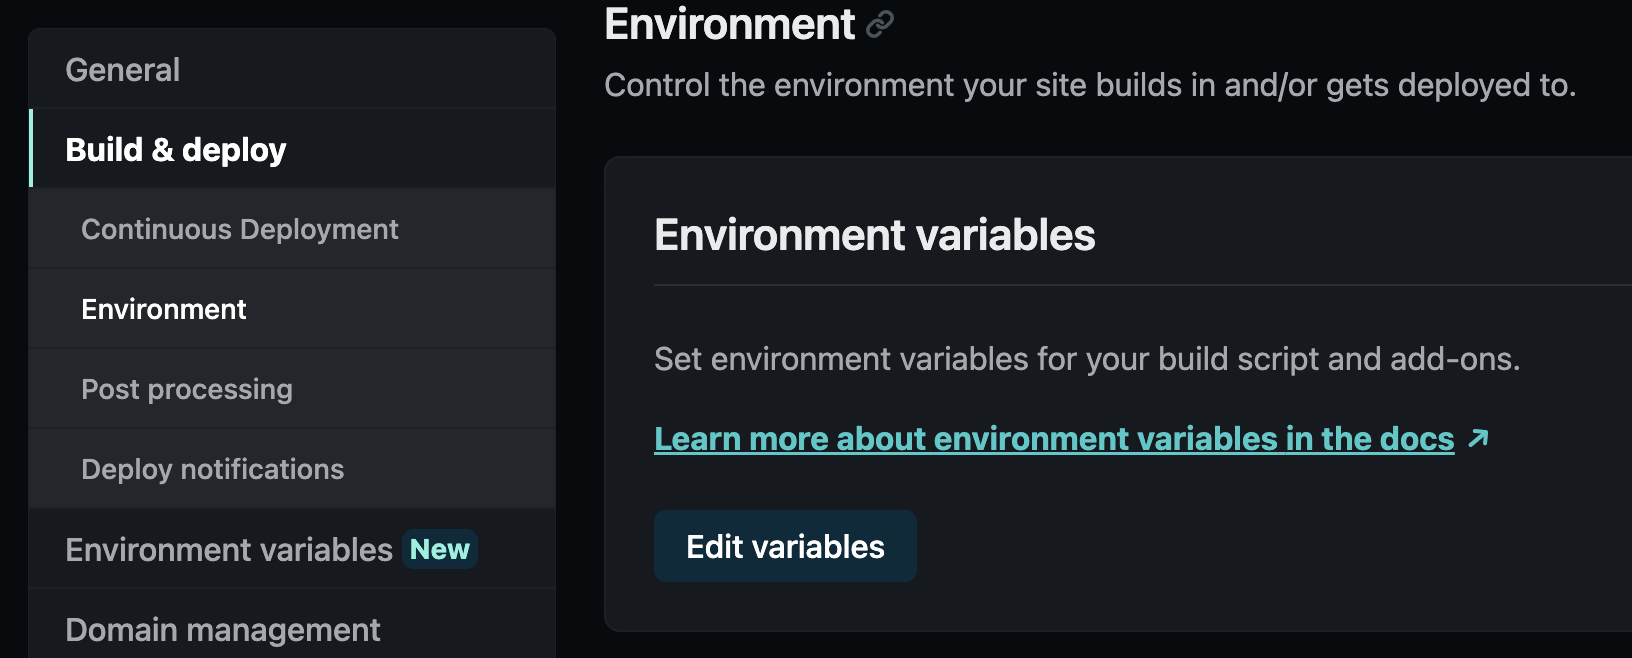 General
Build & deploy
Continuous Deployment
Environment
Post processing
Deploy notifications
Environment variables New
Domain management
Environment
Control the environment your site builds in and/or gets deployed to.
Environment variables
Set environment variables for your build script and add-ons.
Learn more about environment variables in the docs
Edit variables